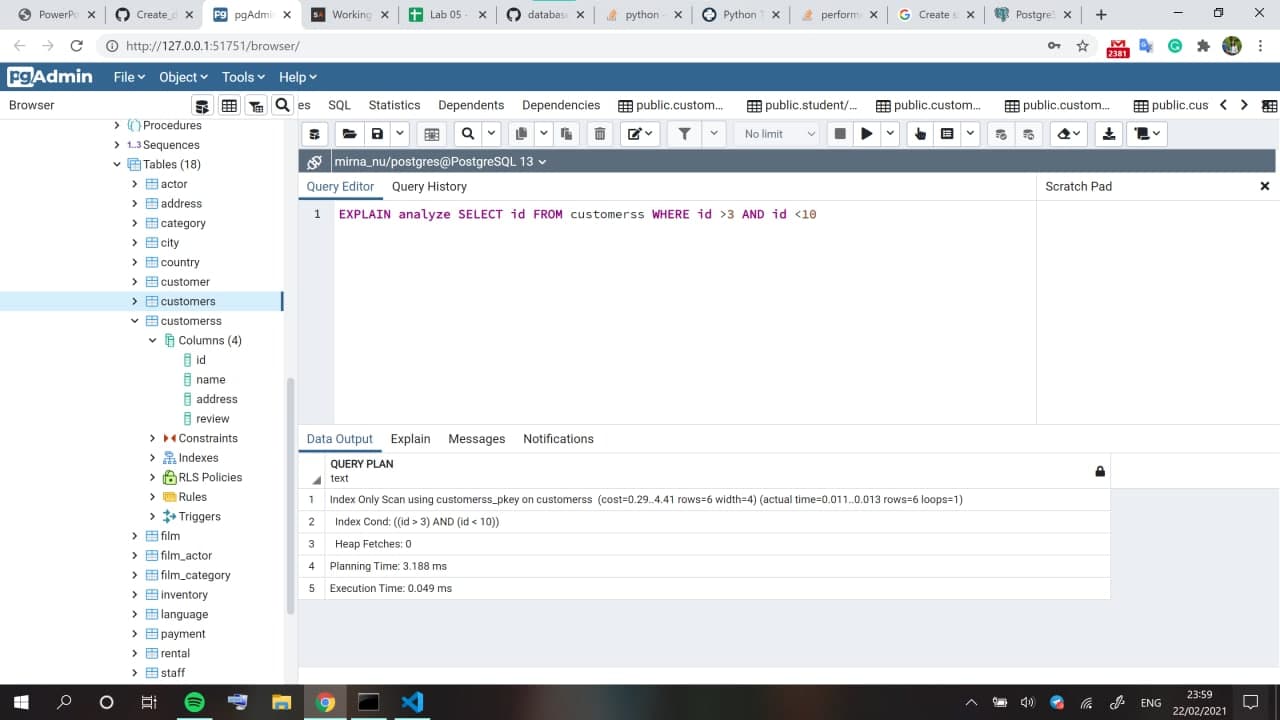 PowerPo
Create_d
pgAdmi
Working
Lab 05 -
databas
python -
Python T
perform
Create s
Postgre
http://127.0.0.1:51751/browser/
2381
pgAdmin
File
Object
Tools
Help
Browser
es
SQL
Statistics
Dependents
Dependencies
public.custom...
public.student/...
public.custom...
public.custom...
public.cus
Procedures
1..3 Sequences
Tables (18)
actor
address
category
city
country
customer
customers
customerss
Columns (4)
id
name
address
review
Constraints
Indexes
RLS Policies
Rules
Triggers
film
film_actor
film_category
inventory
language
payment
rental
staff
No limit
mirna_nu/postgres@PostgreSQL 13
Query Editor
Query History
Scratch Pad
1
EXPLAIN analyze SELECT id FROM customerss WHERE id >3 AND id <10
Data Output
Explain
Messages
Notifications
QUERY PLAN
text
1 Index Only Scan using customerss_pkey on customerss (cost=0.29..4.41 rows=6 width=4) (actual time=0.011..0.013 rows=6 loops=1)
2 Index Cond: ((id > 3) AND (id < 10))
3 Heap Fetches: 0
4 Planning Time: 3.188 ms
5 Execution Time: 0.049 ms
ENG
23:59
22/02/2021